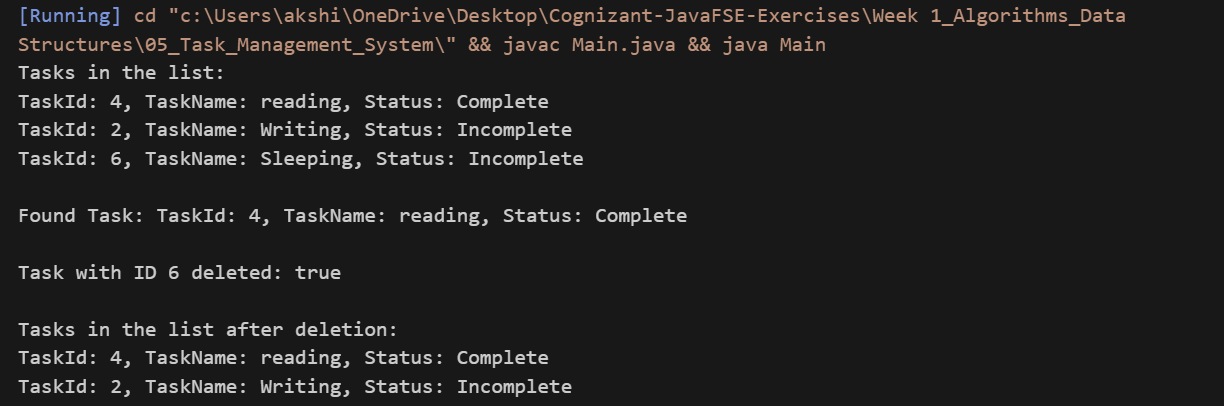 [Running] cd "c:\Users\akshi\OneDrive\Desktop\Cognizant-JavaFSE-Exercises\Week 1_Algorithms_Data
Structures\05_Task_Management_System\" && javac Main.java && java Main
Tasks in the list:
TaskId: 4, TaskName: reading, Status: Complete
TaskId: 2, TaskName: Writing, Status: Incomplete
TaskId: 6, TaskName: Sleeping, Status: Incomplete

Found Task: TaskId: 4, TaskName: reading, Status: Complete

Task with ID 6 deleted: true

Tasks in the list after deletion:
TaskId: 4, TaskName: reading, Status: Complete
TaskId: 2, TaskName: Writing, Status: Incomplete